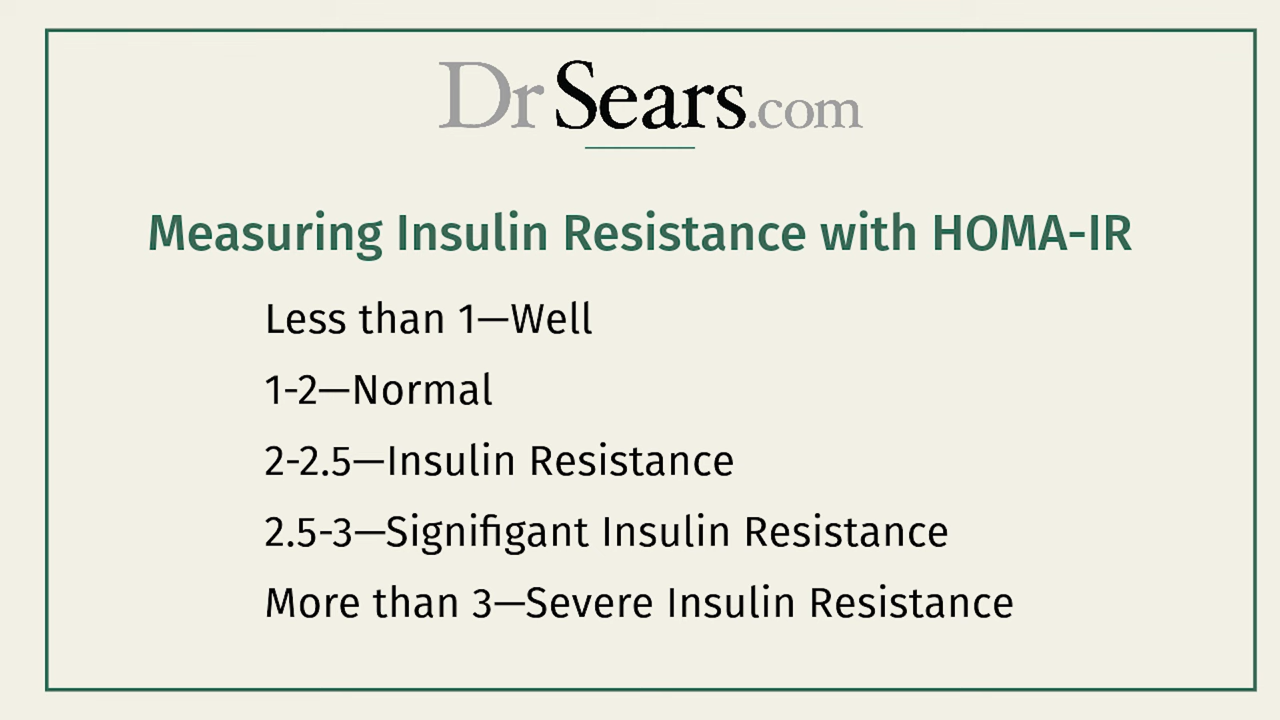 DrSears.com
Measuring Insulin Resistance with HOMA-IR
Less than 1—Well
1-2—Normal
2-2.5—Insulin Resistance
2.5-3—Signifigant Insulin Resistance
More than 3—Severe Insulin Resistance